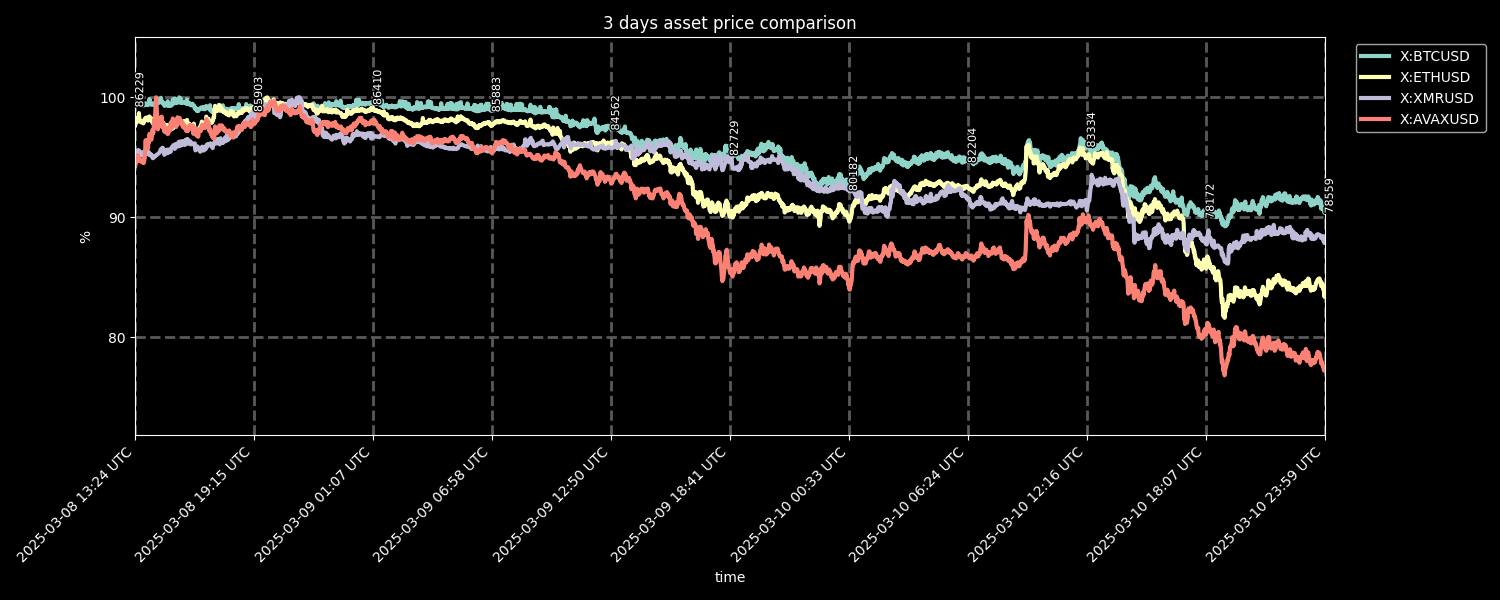 3 days asset price comparison
X:BTCUSD
X:ETHUSD
X:XMRUSD
X:AVAXUSD
100
90
80
%
86229
85903
86410
85883
84562
82729
80182
82204
83334
78172
78559
2025-03-08 13:24 UTC
2025-03-08 19:15 UTC
2025-03-09 01:07 UTC
2025-03-09 06:58 UTC
2025-03-09 12:50 UTC
2025-03-09 18:41 UTC
2025-03-10 00:33 UTC
2025-03-10 06:24 UTC
2025-03-10 12:16 UTC
2025-03-10 18:07 UTC
2025-03-10 23:59 UTC
time